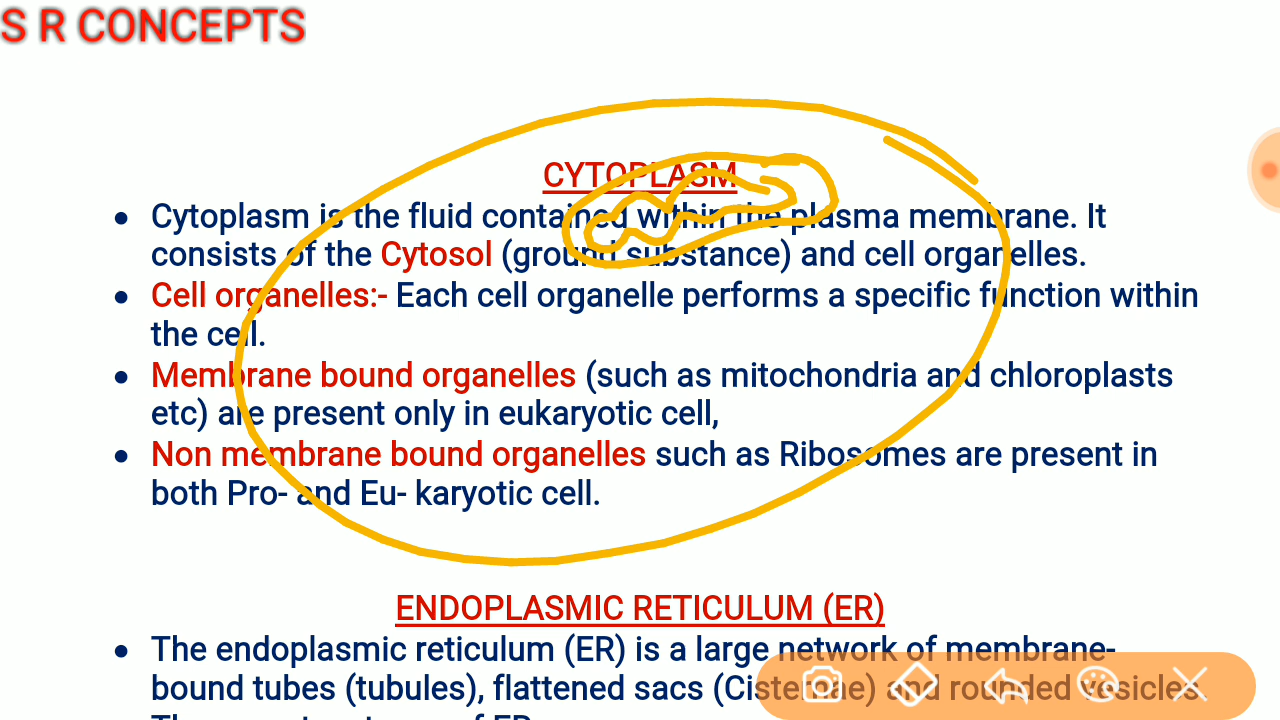 S R CONCEPTS
CYTOPLASM
• Cytoplasm is the fluid contained within the plasma membrane. It
consists of the Cytosol (ground substance) and cell organelles.
• Cell organelles:- Each cell organelle performs a specific function within
the cell.
• Membrane bound organelles (such as mitochondria and chloroplasts
etc) are present only in eukaryotic cell,
• Non membrane bound organelles such as Ribosomes are present in
both Pro- and Eu- karyotic cell.
ENDOPLASMIC RETICULUM (ER)
• The endoplasmic reticulum (ER) is a large network of membrane-
bound tubes (tubules), flattened sacs (Cisternae) and rounded vesicles.